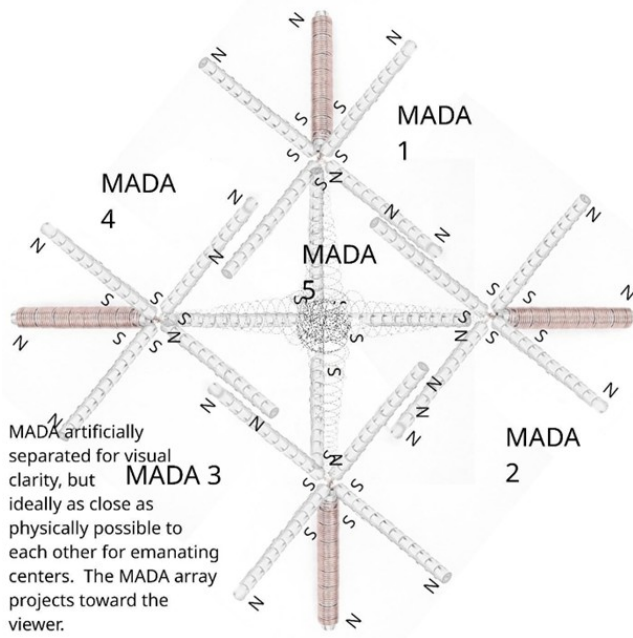 N
N
N
S
S
MADA
1
S
S
MADA
4
S
N
N
N
N
N
N
MADA
5
N
N
S
S
S
S
S
S
S
S
S
S
S
S
N
N
S
S
N
N
N
S
N
N
N
N
N
N
MADA artificially
separated for visual
clarity, but
ideally as close as
physically possible to
each other for emanating
centers. The MADA array
projects toward the
viewer.
MADA 3
MADA
2
S
N
S
S
S
S
N
N
N